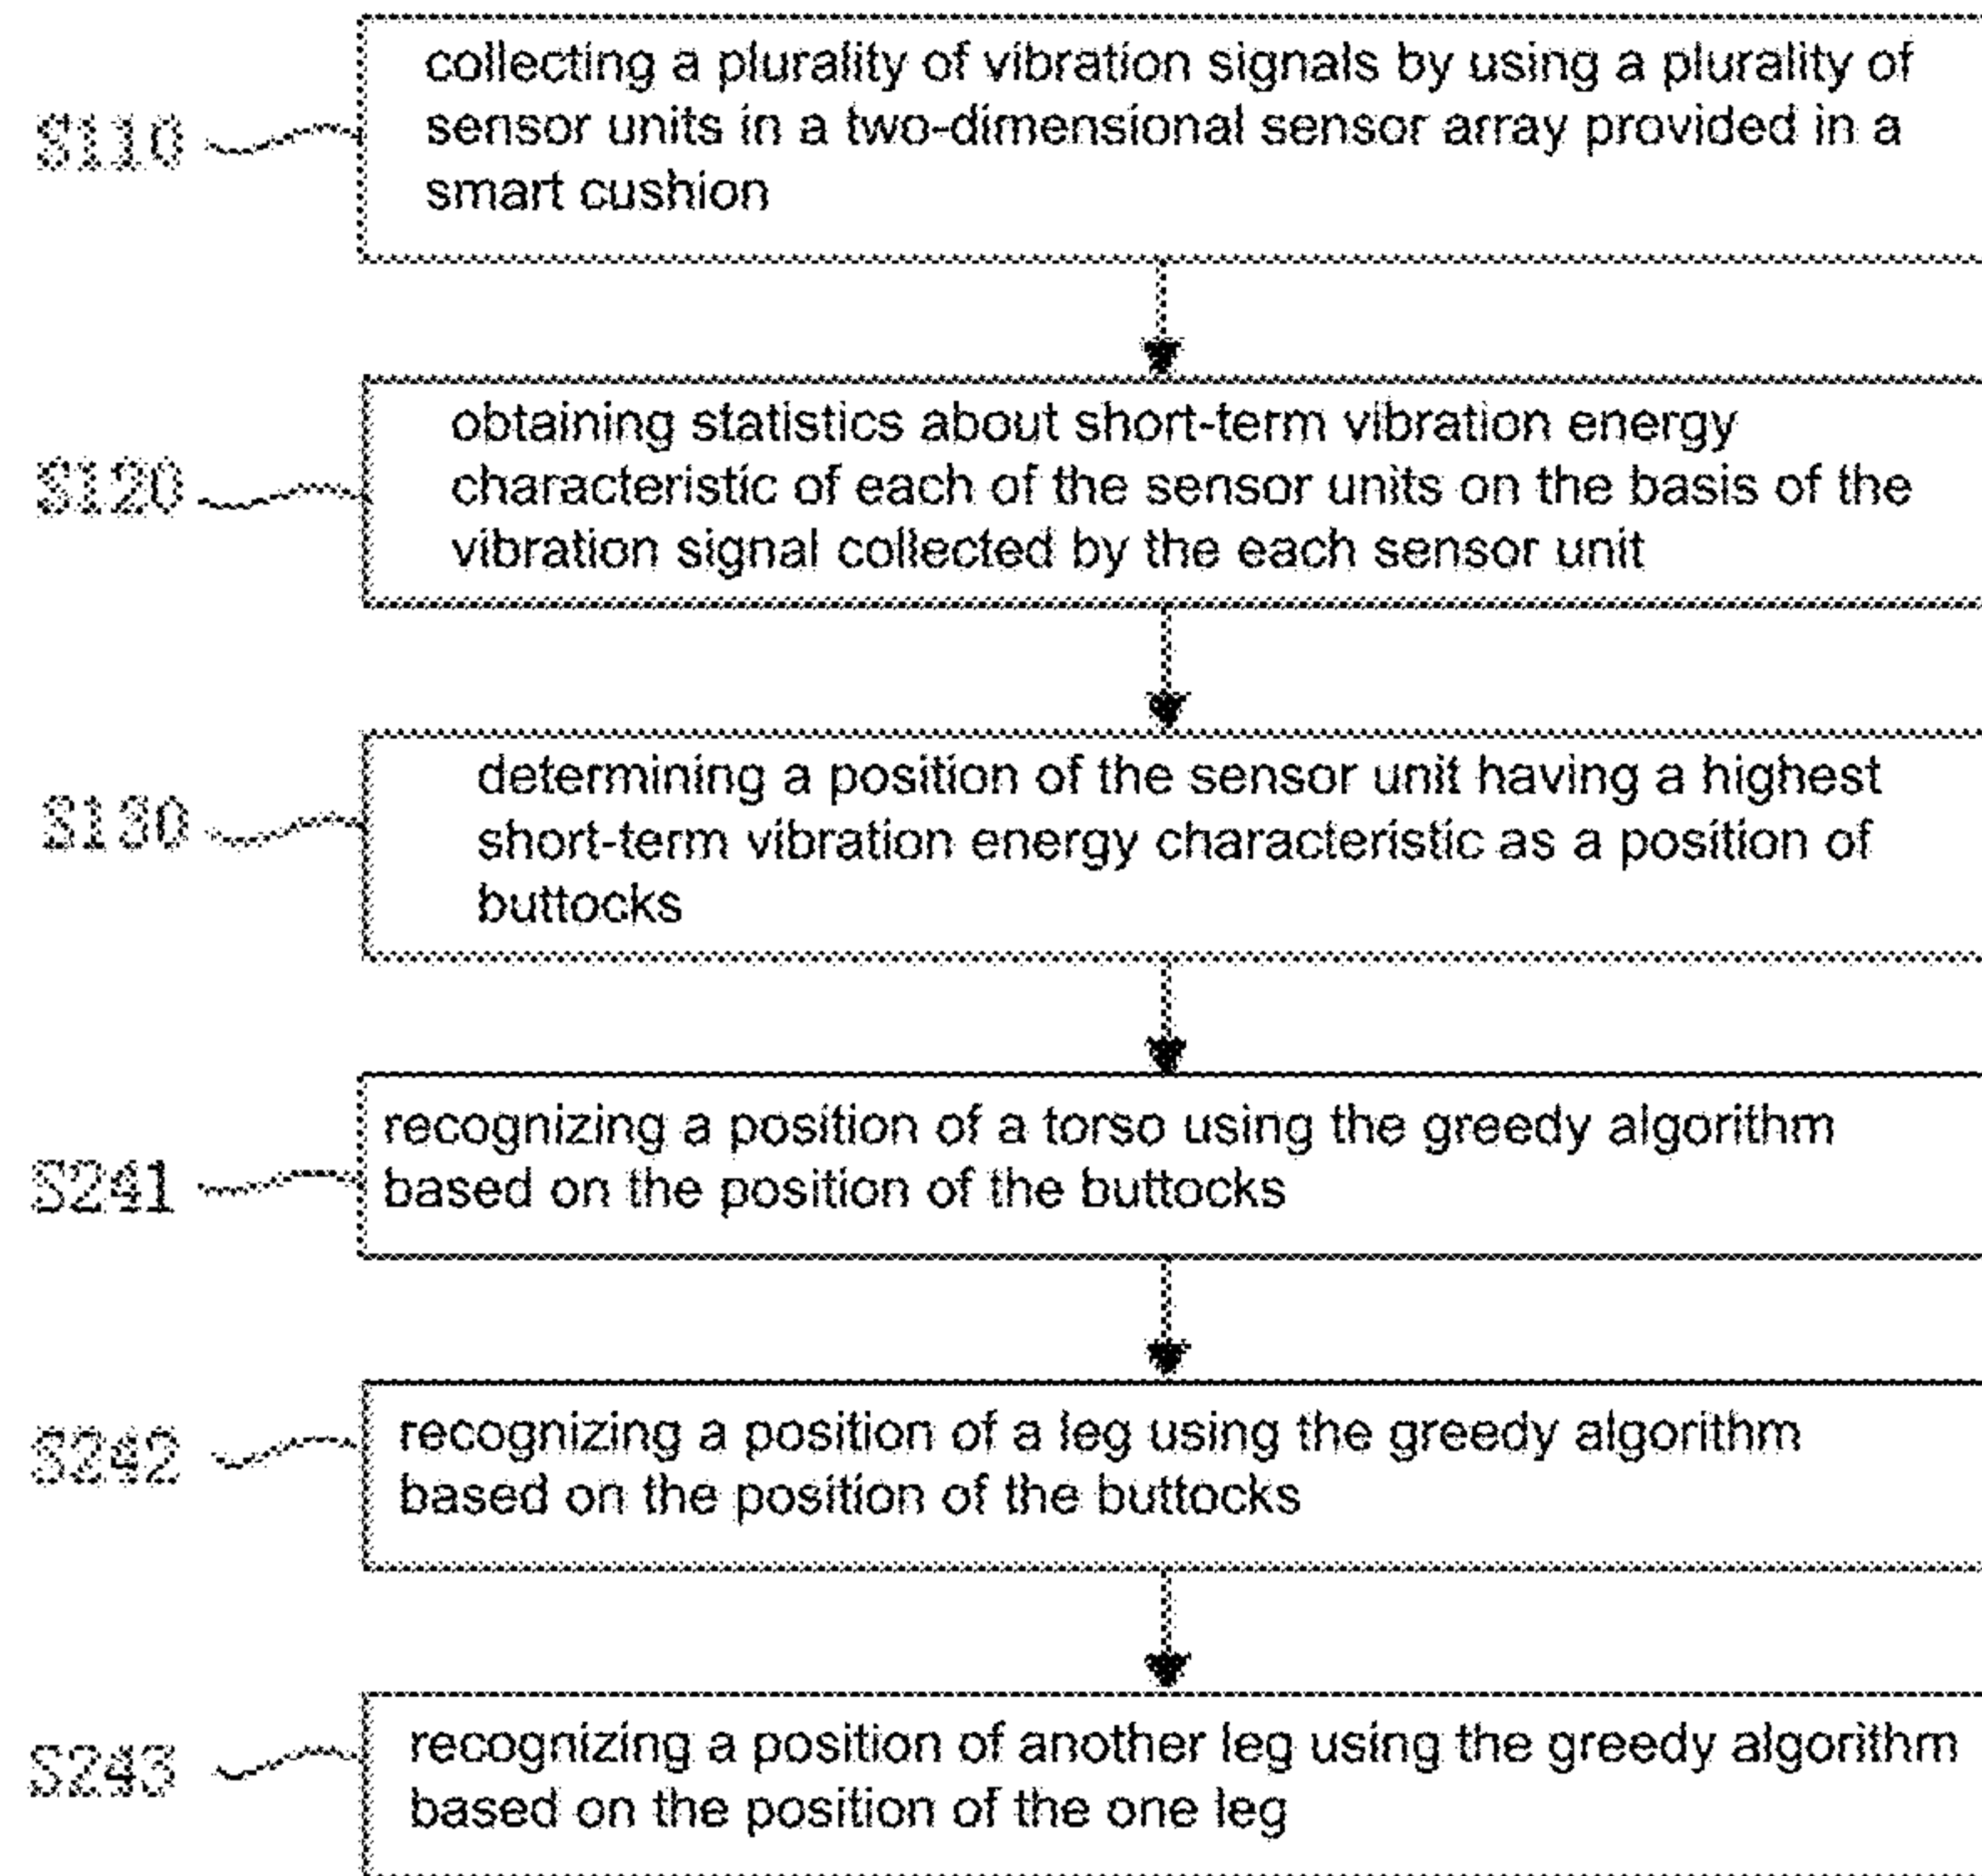 S110
collecting a plurality of vibration signals by using a plurality of
sensor units in a two-dimensional sensor array provided in a
smart cushion
S120
obtaining statistics about short-term vibration energy
characteristic of each of the sensor units on the basis of the
vibration signal collected by the each sensor unit
S130
determining a position of the sensor unit having a highest
short-term vibration energy characteristic as a position of
buttocks
S241
recognizing a position of a torso using the greedy algorithm
based on the position of the buttocks
S242
recognizing a position of a leg using the greedy algorithm
based on the position of the buttocks
S243
recognizing a position of another leg using the greedy algorithm
based on the position of the one leg